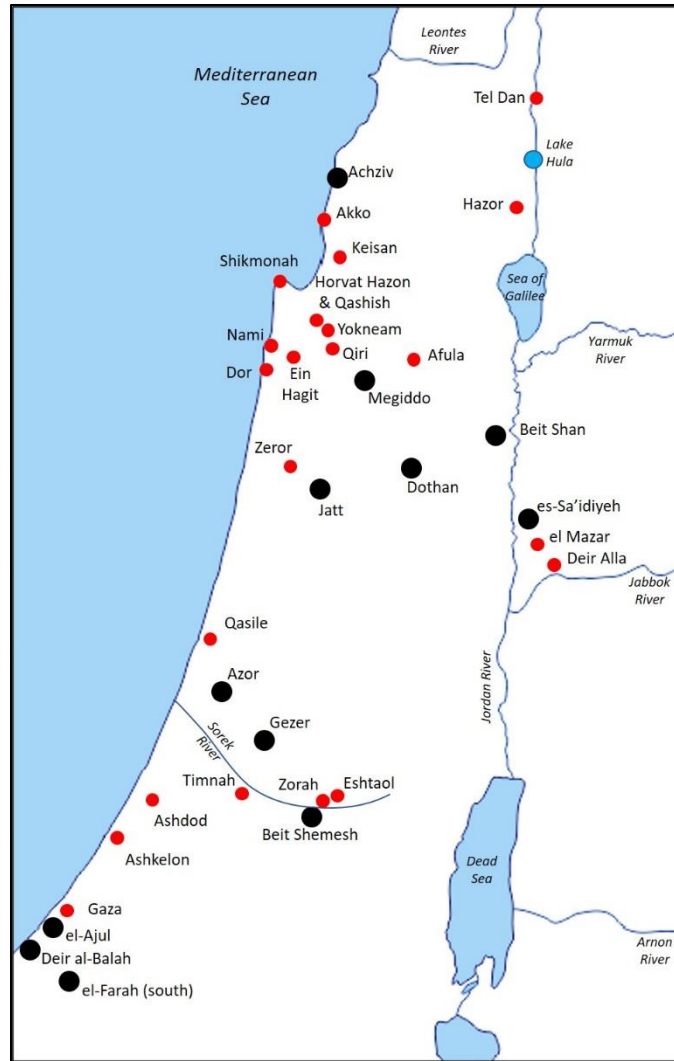 Leontes
River
Mediterranean
Sea
Tel Dan
Lake
Hula
Achziv
Hazor
Akko
Keisan
Shikmonah
Horvat Hazon
& Qashish
Sea of
Galilee
Yokneam
Nami
Qiri
Afula
Yarmuk
River
Dor
Ein
Hagit
Megiddo
Beit Shan
Zeror
Dothan
Jatt
es-Sa’idiyeh
el Mazar
Deir Alla
Jabbok
River
Qasile
Jordan River
Azor
Sorek
River
Gezer
Timnah
Zorah
Eshtaol
Ashdod
Beit Shemesh
Ashkelon
Dead
Sea
Gaza
el-Ajul
Deir al-Balah
Arnon
River
el-Farah (south)